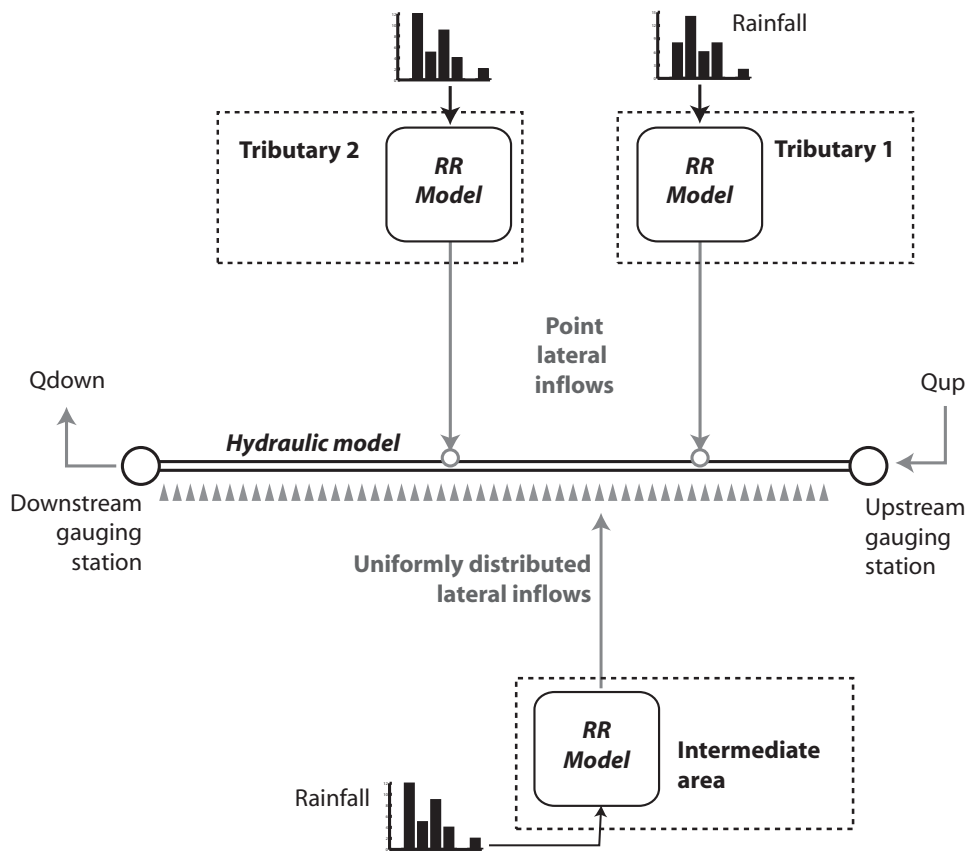 Rainfall
Tributary 2
RR
Model
RR
Model
Tributary 1
Point
lateral
inflows
Qdown
Qup
Hydraulic model
Downstream
gauging
station
Upstream
gauging
station
Uniformly distributed
lateral inflows
RR
Model
Intermediate
area
Rainfall